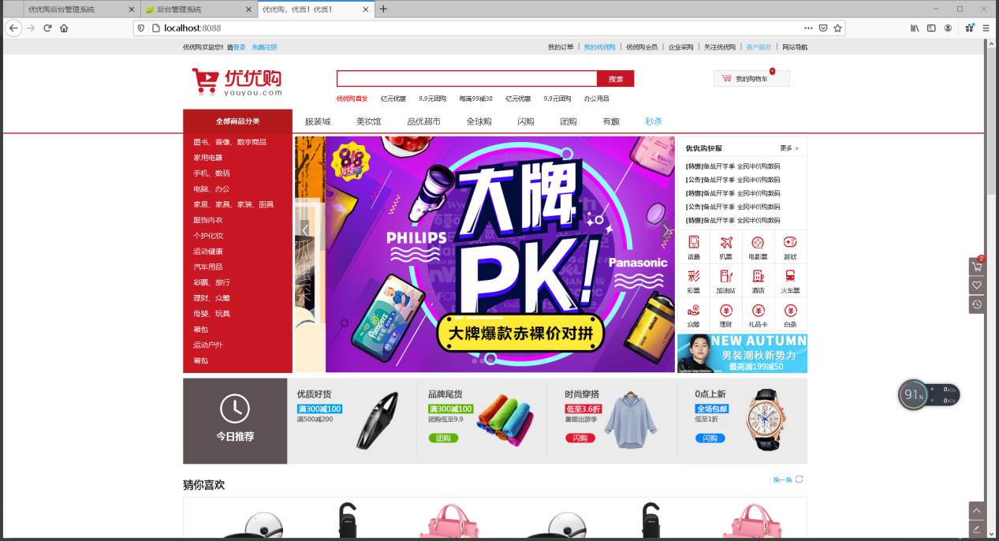 优优购后台管理系统
后台管理系统
优优购，优质！优质！
localhost:8088
优优购欢迎您！请登录 免费注册
我的订单 我的优优购 优优购会员 企业采购 关注优优购 客户服务 网站导航
优优购
youyou.com
搜索
我的购物车
优优购首发 亿元优惠 9.9元团购 每满99减30 亿元优惠 9.9元团购 办公用品
全部商品分类 服装城 美妆馆 品优超市 全球购 闪购 团购 有趣 秒杀
图书、音像、数字商品
家用电器
手机、数码
电脑、办公
家居、家具、家装、厨具
服饰内衣
个护化妆
运动健康
汽车用品
彩票、旅行
理财、众筹
母婴、玩具
箱包
运动户外
箱包
大牌
PK!
PHILIPS
Panasonic
Pampers
大牌爆款赤裸价对拼
优优购快报 更多 »
[特惠]备战开学季 全民半价购数码
[公告]备战开学季 全民半价购数码
[特惠]备战开学季 全民半价购数码
[公告]备战开学季 全民半价购数码
[特惠]备战开学季 全民半价购数码
话费 机票 电影票 游戏
彩票 加油站 酒店 火车票
众筹 理财 礼品卡 白条
NEW AUTUMN
男装潮秋新势力
最高满199减50
2
91%
0K/s
0K/s
今日推荐
优质好货
满300减100
满500减200
品牌尾货
满300减100
团购低至9.9
团购
时尚穿搭
低至3.6折
暑期出游季
闪购
0点上新
全场包邮
低至1折
闪购
猜你喜欢
换一换